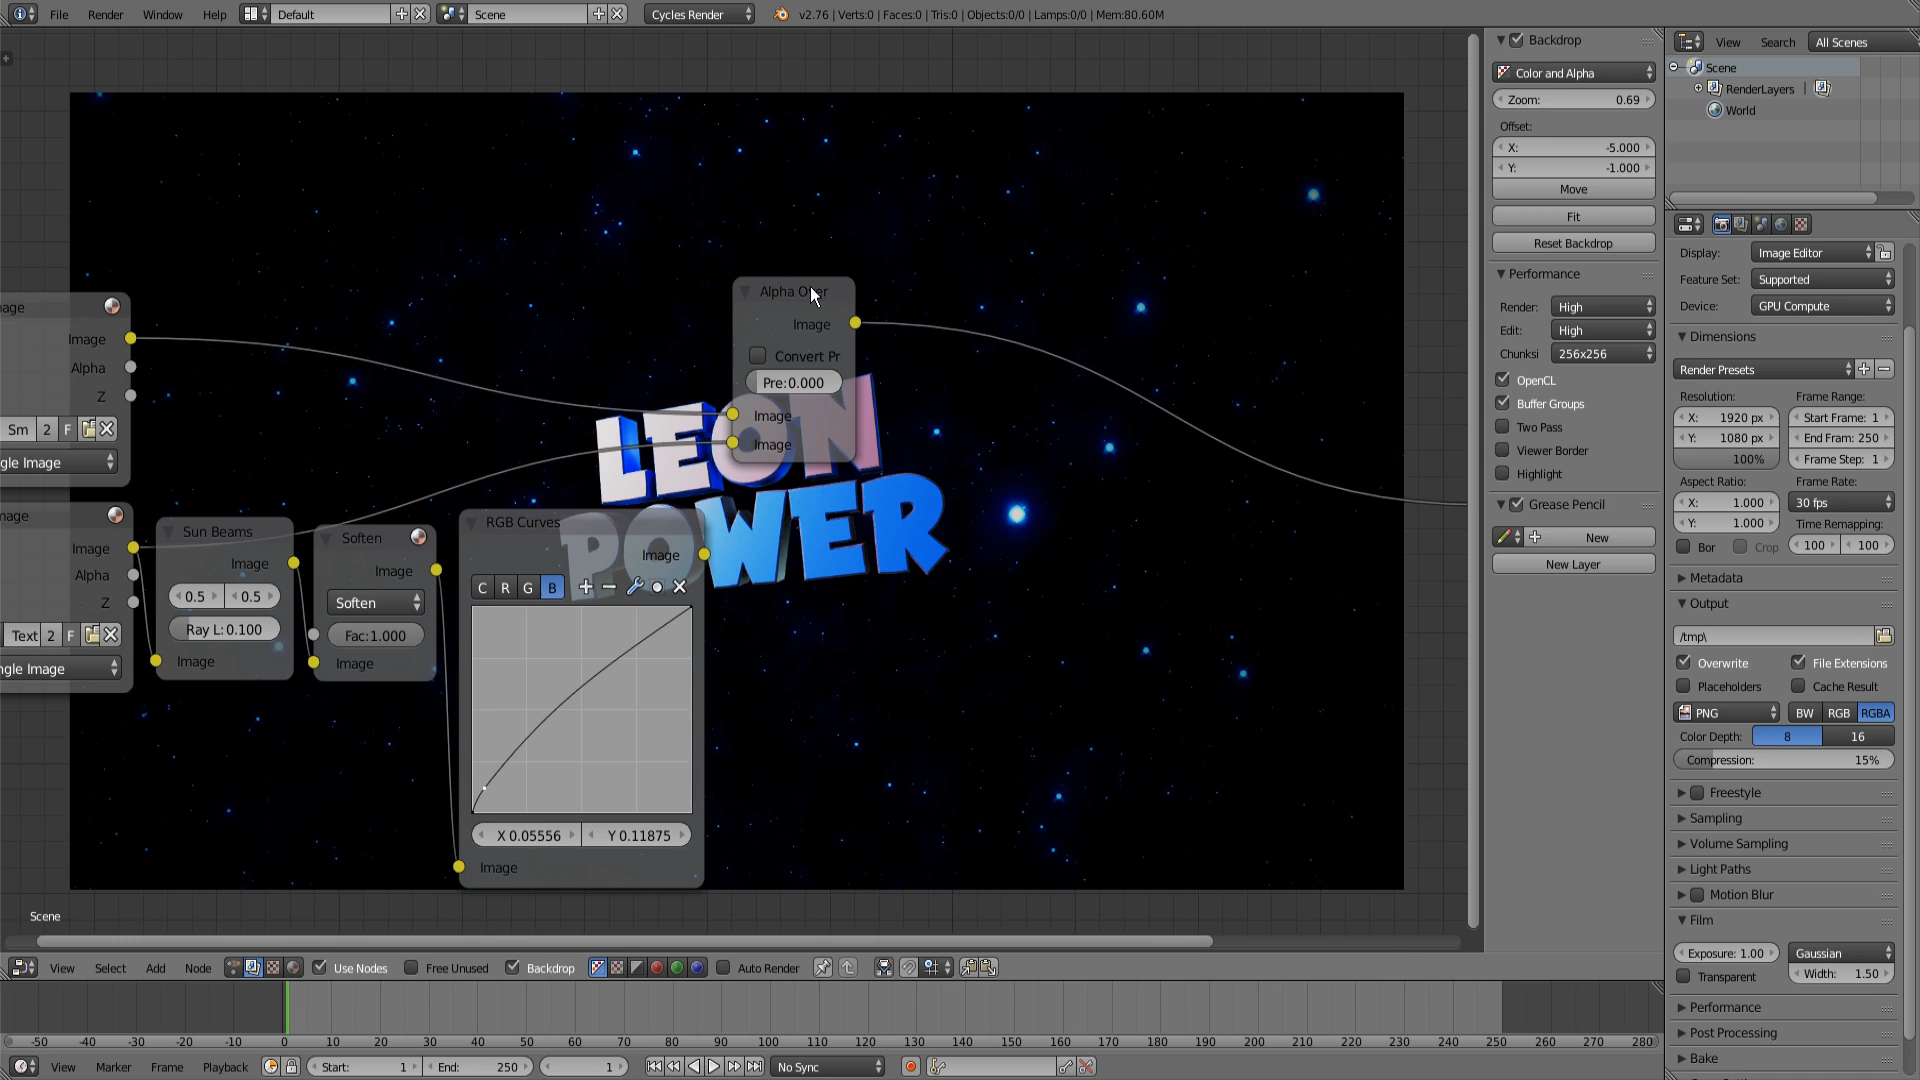 File Render Window Help Default Scene Cycles Render v2.76 | Verts:0 | Faces:0 | Tris:0 | Objects:0/0 | Lamps:0/0 | Mem:80.60M
Backdrop
Color and Alpha
Zoom: 0.69
Offset:
X: -5.000
Y: -1.000
Move
Fit
Reset Backdrop
Performance
Render: High
Edit: High
Chunksi 256x256
OpenCL
Buffer Groups
Two Pass
Viewer Border
Highlight
Grease Pencil
New
New Layer
View Search All Scenes
Scene
RenderLayers |
World
Display: Image Editor
Feature Set: Supported
Device: GPU Compute
Dimensions
Render Presets
Resolution: Frame Range:
X: 1920 px Start Frame: 1
Y: 1080 px End Fram: 250
100% Frame Step: 1
Aspect Ratio: Frame Rate:
X: 1.000 30 fps
Y: 1.000 Time Remapping:
Bor Crop 100 100
Metadata
Output
/tmp\
Overwrite File Extensions
Placeholders Cache Result
PNG BW RGB RGBA
Color Depth: 8 16
Compression: 15%
Freestyle
Sampling
Volume Sampling
Light Paths
Motion Blur
Film
Exposure: 1.00 Gaussian
Transparent Width: 1.50
Performance
Post Processing
Bake
mage
Image
Alpha
Z
Sm 2 F
gle Image
mage
Image
Alpha
Z
Text 2 F
ngle Image
Sun Beams
Image
0.5 0.5
Ray L: 0.100
Image
Soften
Image
Soften
Fac: 1.000
Image
RGB Curves
Image
C R G B
X 0.05556 Y 0.11875
Image
Alpha Over
Image
Convert Pr
Pre: 0.000
Image
Image
LEON
POWER
Scene
View Select Add Node Use Nodes Free Unused Backdrop Auto Render
-50 -40 -30 -20 -10 0 10 20 30 40 50 60 70 80 90 100 110 120 130 140 150 160 170 180 190 200 210 220 230 240 250 260 270 280
View Marker Frame Playback Start: 1 End: 250 1 No Sync